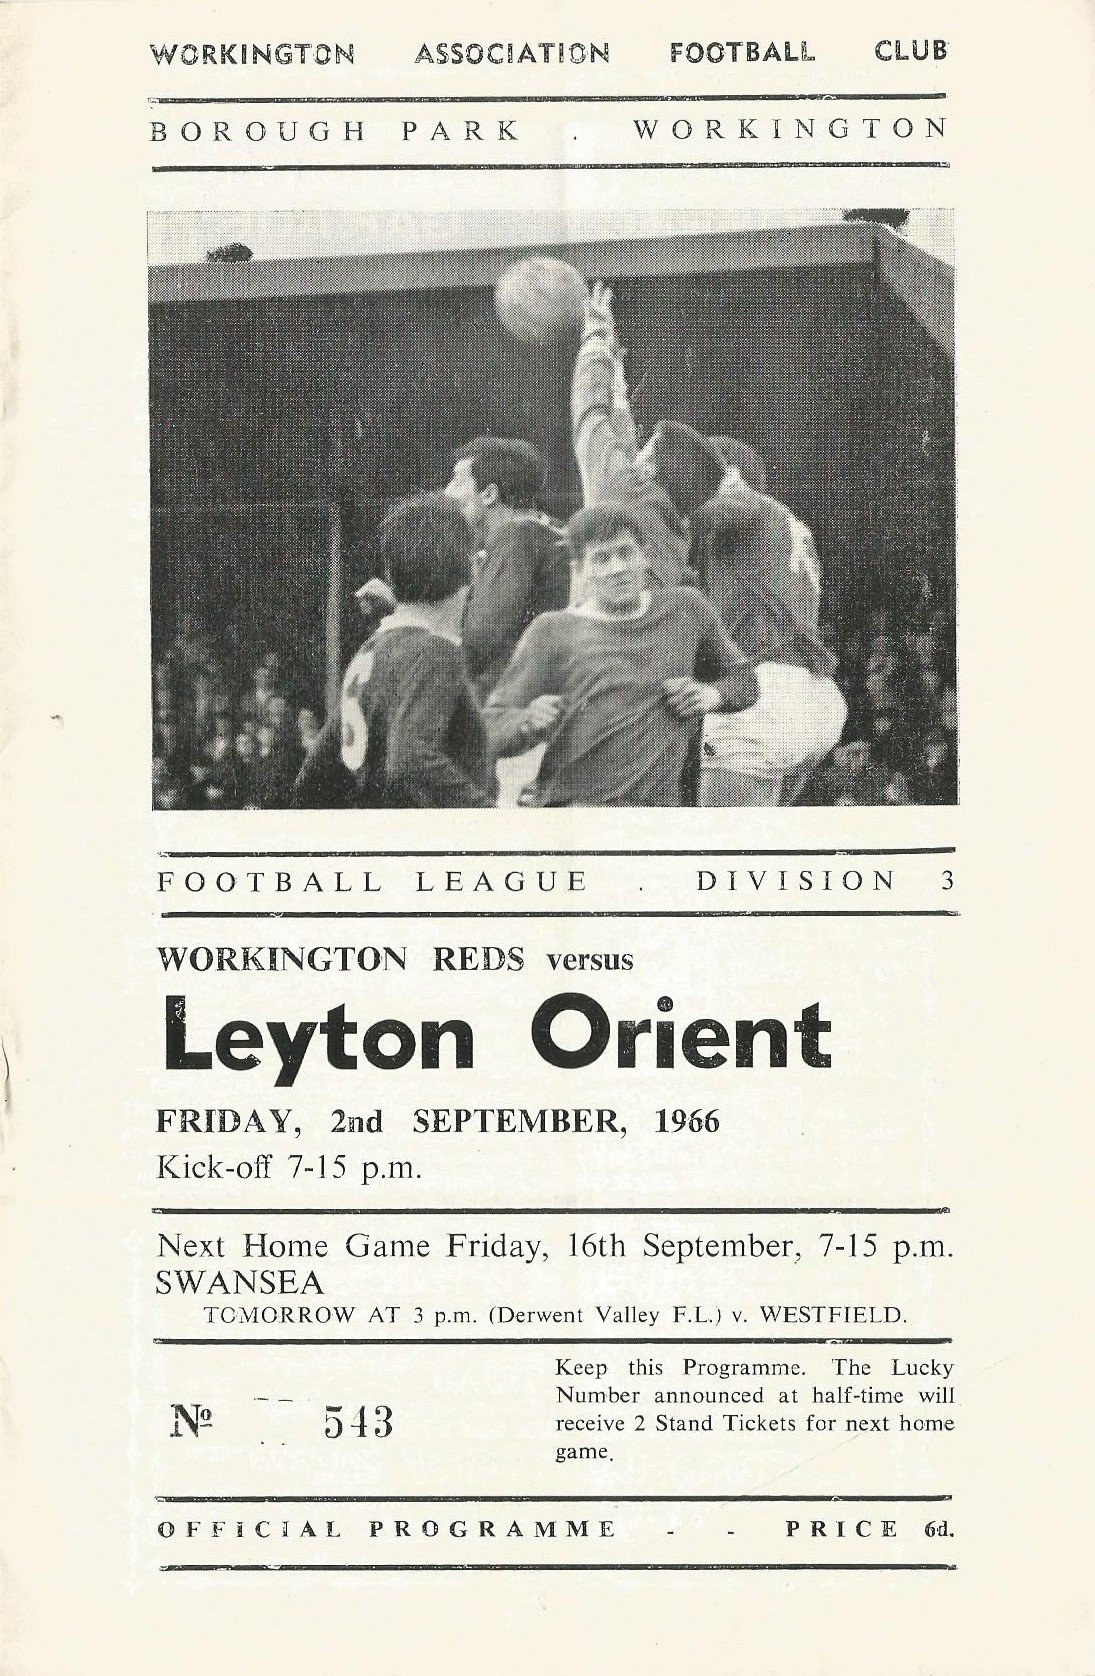 WORKINGTON ASSOCIATION FOOTBALL CLUB
BOROUGH PARK . WORKINGTON
FOOTBALL LEAGUE . DIVISION 3
WORKINGTON REDS versus
Leyton Orient
FRIDAY, 2nd SEPTEMBER, 1966
Kick-off 7-15 p.m.
Next Home Game Friday, 16th September, 7-15 p.m.
SWANSEA
TOMORROW AT 3 p.m. (Derwent Valley F.L.) v. WESTFIELD.
Keep this Programme. The Lucky
Number announced at half-time will
receive 2 Stand Tickets for next home
game.
Nº 543
OFFICIAL PROGRAMME - - PRICE 6d.